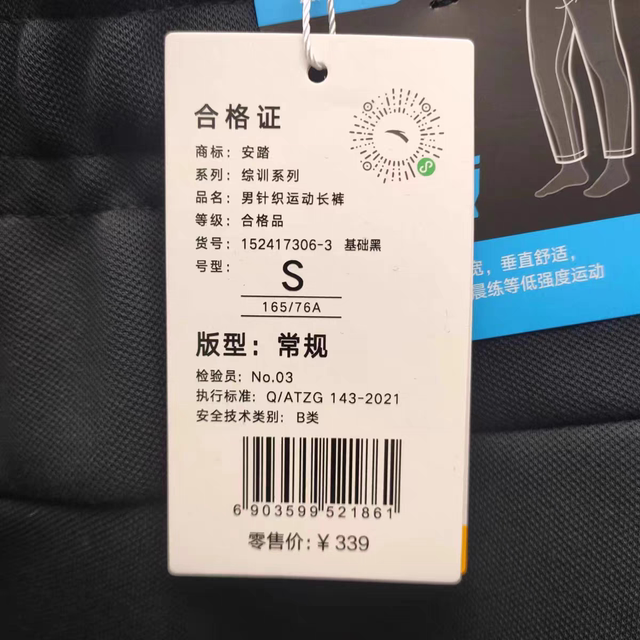 合格证
商标：安踏
系列：综训系列
品名：男针织运动长裤
等级：合格品
货号：152417306-3 基础黑
号型：
S
165/76A
版型：常规
检验员：No.03
执行标准：Q/ATZG 143-2021
安全技术类别：B类
6 903599 521861
零售价：￥339
宽，垂直舒适，
晨练等低强度运动